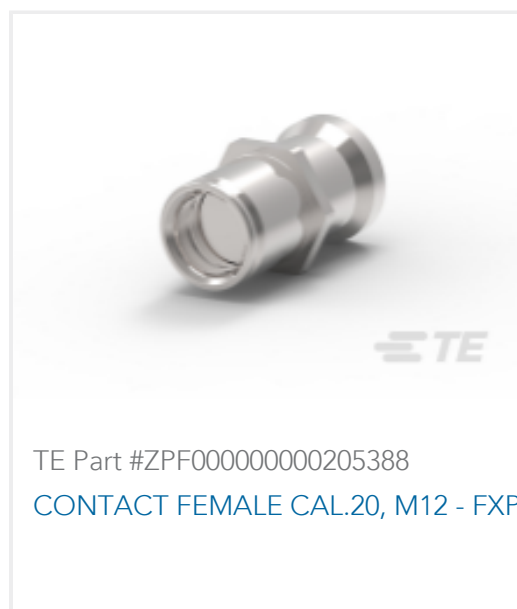 TE
TE Part #ZPF000000000205388
CONTACT FEMALE CAL.20, M12 - FXP